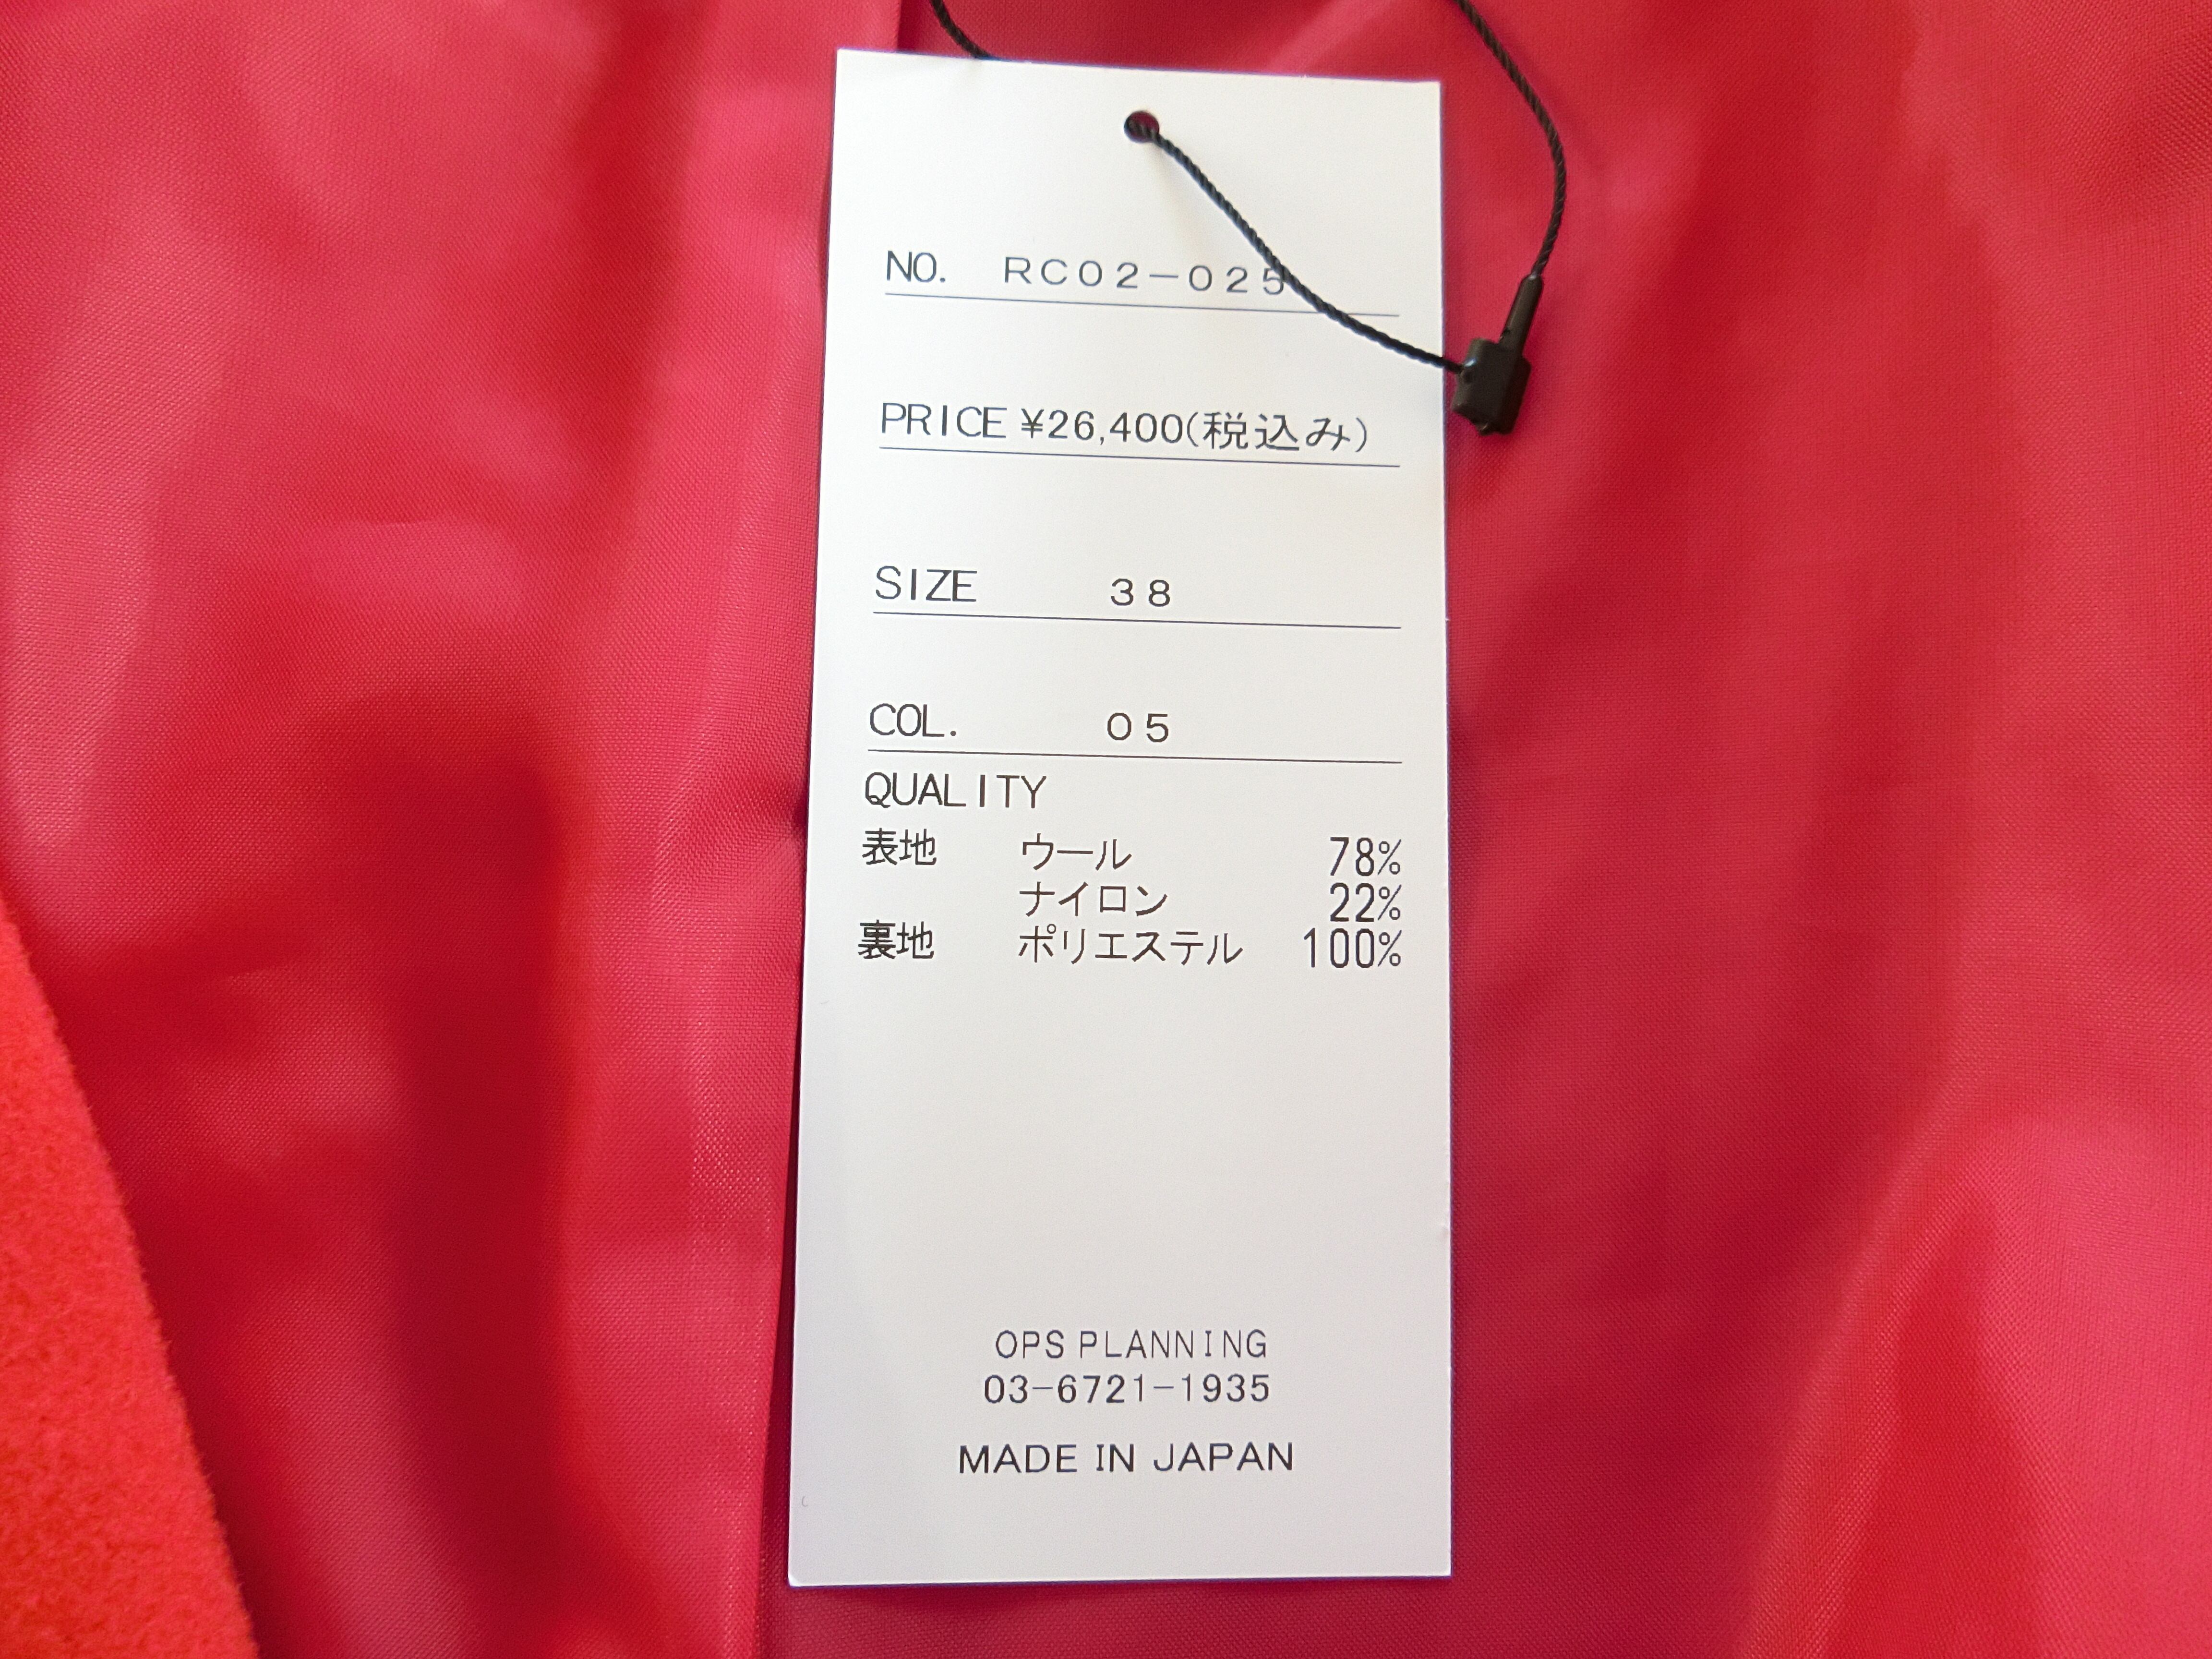 NO. RC02-025
PRICE ¥26,400(税込み)
SIZE 38
COL. 05
QUALITY
表地 ウール 78%
ナイロン 22%
裏地 ポリエステル 100%
OPS PLANNING
03-6721-1935
MADE IN JAPAN